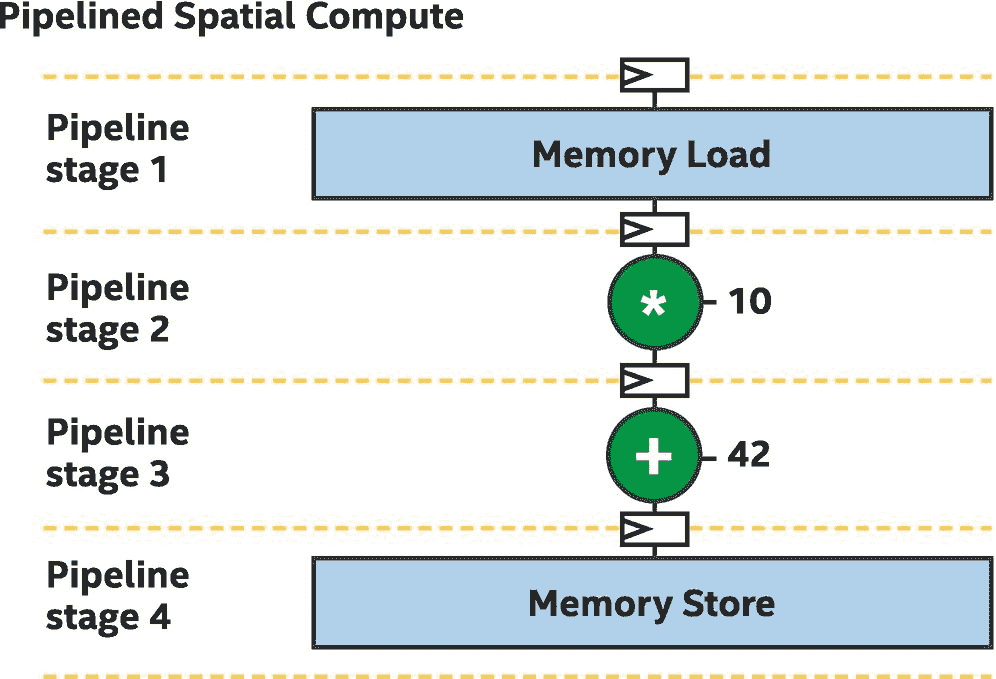 Pipelined Spatial Compute
Pipeline
stage 1
Memory Load
Pipeline
stage 2
*
10
Pipeline
stage 3
+
42
Pipeline
stage 4
Memory Store